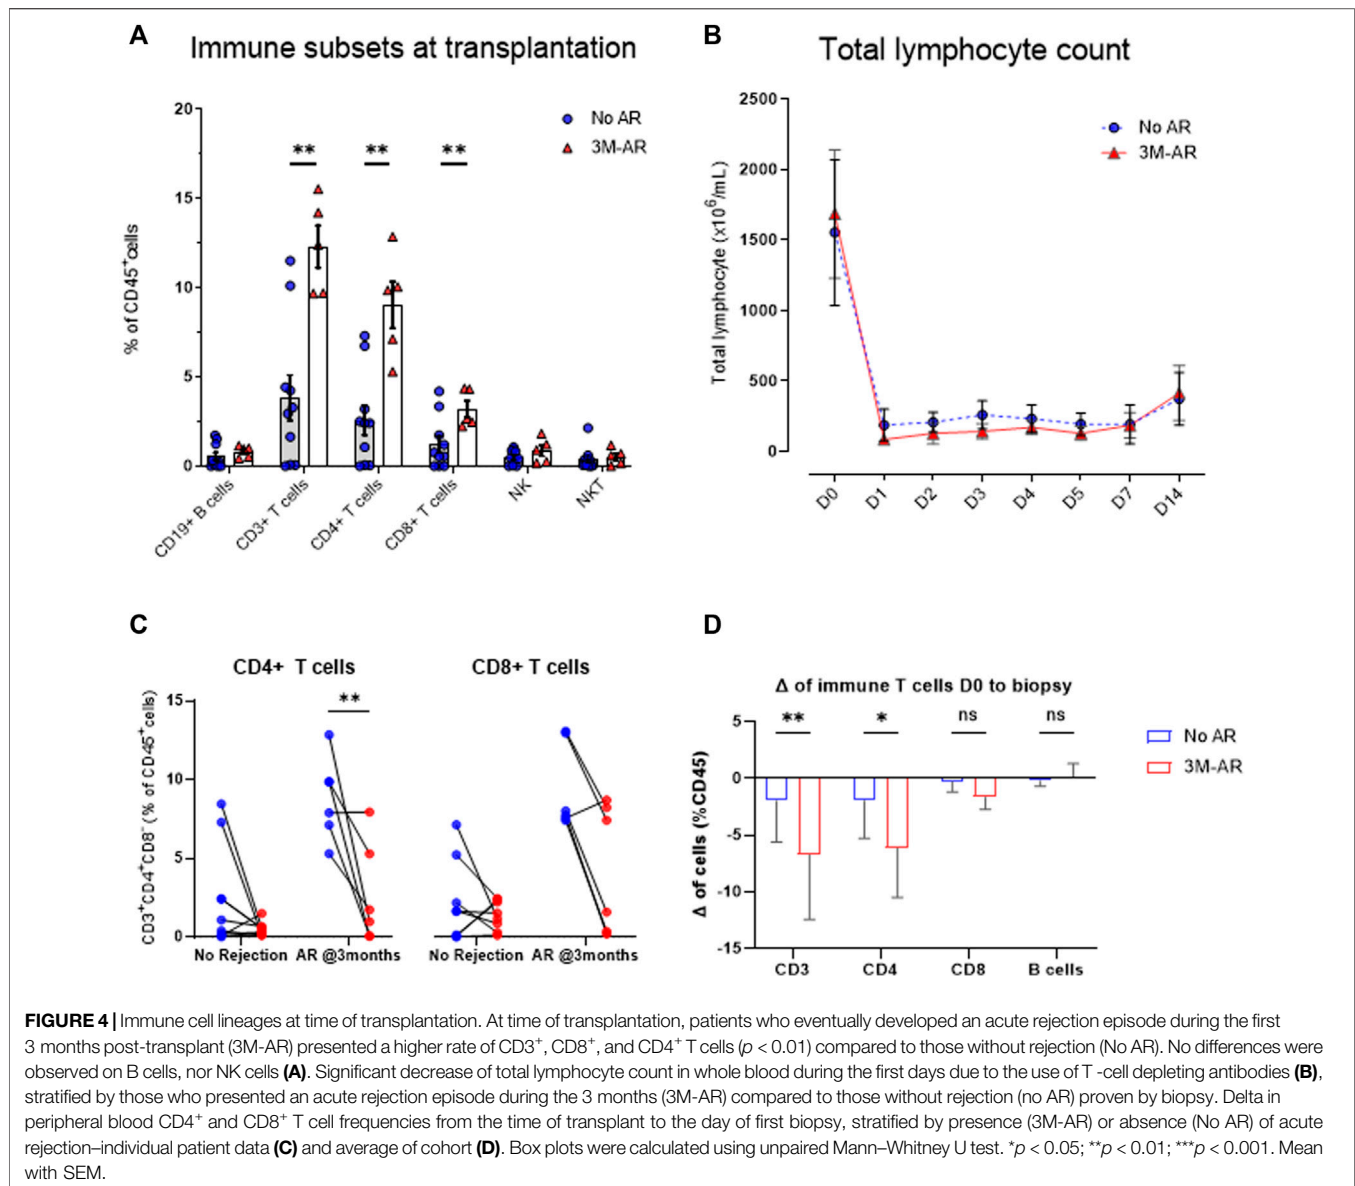 A
Immune subsets at transplantation
20
15
10
5
0
% of CD45⁺cells
No AR
3M-AR
**
**
**
CD19+ B cells
CD3+ T cells
CD4+ T cells
CD8+ T cells
NK
NKT
B
Total lymphocyte count
2500
2000
1500
1000
500
0
Total lymphocyte (x10⁶/mL)
No AR
3M-AR
D0
D1
D2
D3
D4
D5
D7
D14
C
CD4+ T cells
CD8+ T cells
15
10
5
0
CD3⁺CD4⁺CD8⁻ (% of CD45⁺cells)
**
No Rejection
AR @3months
No Rejection
AR @3months
D
Δ of immune T cells D0 to biopsy
5
0
-5
-10
-15
Δ of cells (%CD45)
**
*
ns
ns
No AR
3M-AR
CD3
CD4
CD8
B cells
FIGURE 4 | Immune cell lineages at time of transplantation. At time of transplantation, patients who eventually developed an acute rejection episode during the first
3 months post-transplant (3M-AR) presented a higher rate of CD3⁺, CD8⁺, and CD4⁺ T cells (p < 0.01) compared to those without rejection (No AR). No differences were
observed on B cells, nor NK cells (A). Significant decrease of total lymphocyte count in whole blood during the first days due to the use of T -cell depleting antibodies (B),
stratified by those who presented an acute rejection episode during the 3 months (3M-AR) compared to those without rejection (no AR) proven by biopsy. Delta in
peripheral blood CD4⁺ and CD8⁺ T cell frequencies from the time of transplant to the day of first biopsy, stratified by presence (3M-AR) or absence (No AR) of acute
rejection–individual patient data (C) and average of cohort (D). Box plots were calculated using unpaired Mann–Whitney U test. *p < 0.05; **p < 0.01; ***p < 0.001. Mean
with SEM.